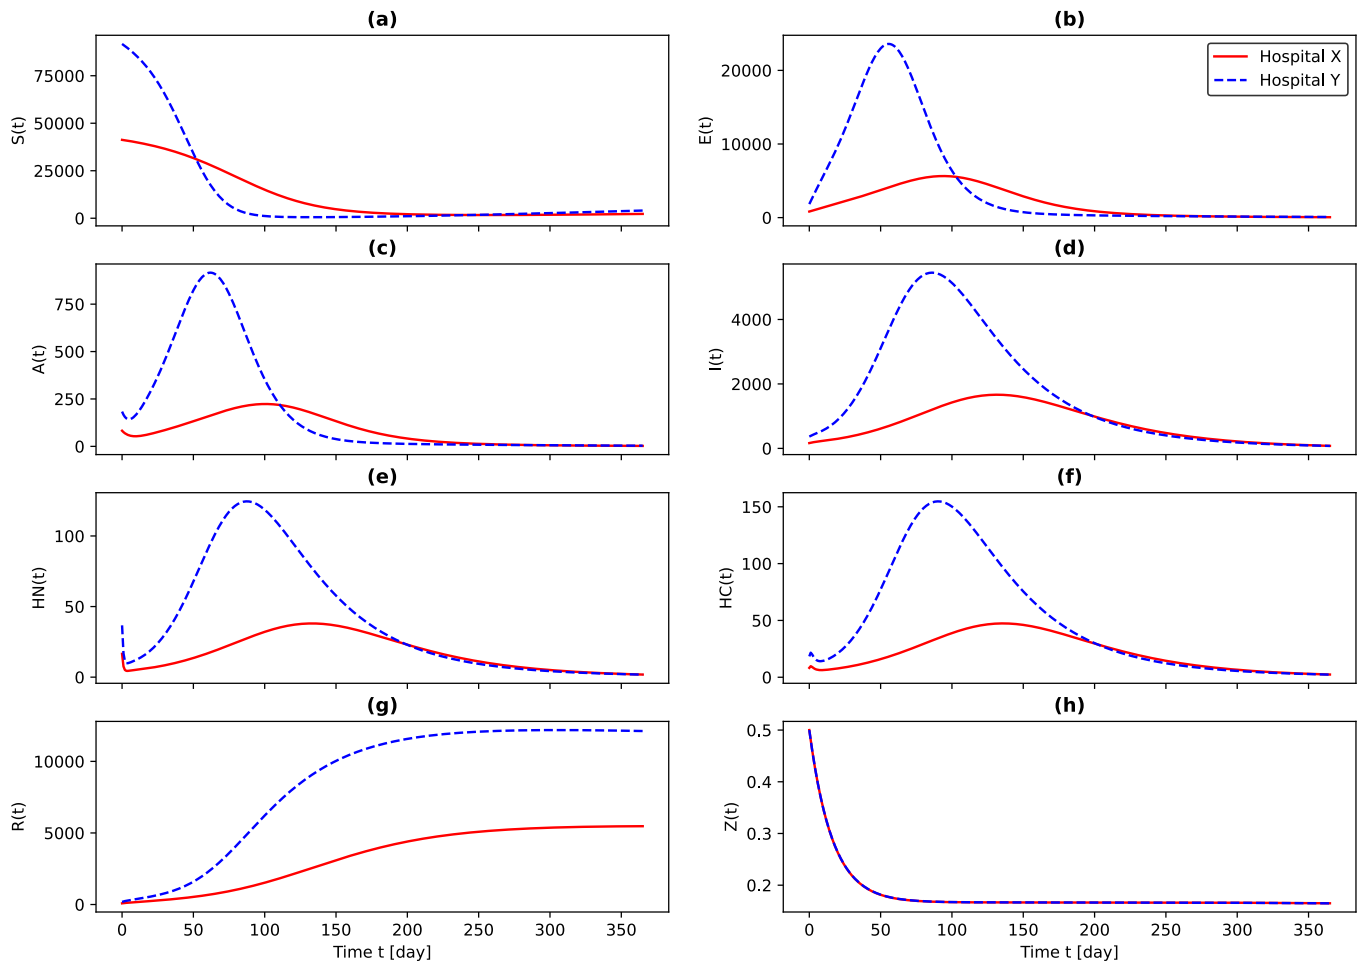 (a)
75000
50000
25000
0
S(t)
(b)
20000
10000
0
E(t)
Hospital X
Hospital Y
(c)
750
500
250
0
A(t)
(d)
4000
2000
0
I(t)
(e)
100
50
0
HN(t)
(f)
150
100
50
0
HC(t)
(g)
10000
5000
0
R(t)
0 50 100 150 200 250 300 350
Time t [day]
(h)
0.5
0.4
0.3
0.2
Z(t)
0 50 100 150 200 250 300 350
Time t [day]